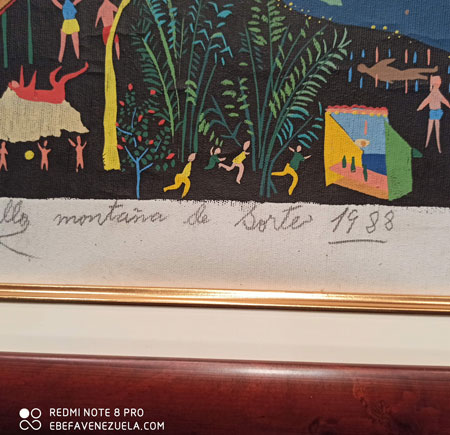 montaña de Sorte 1988
REDMI NOTE 8 PRO
EBEFAVENEZUELA.COM